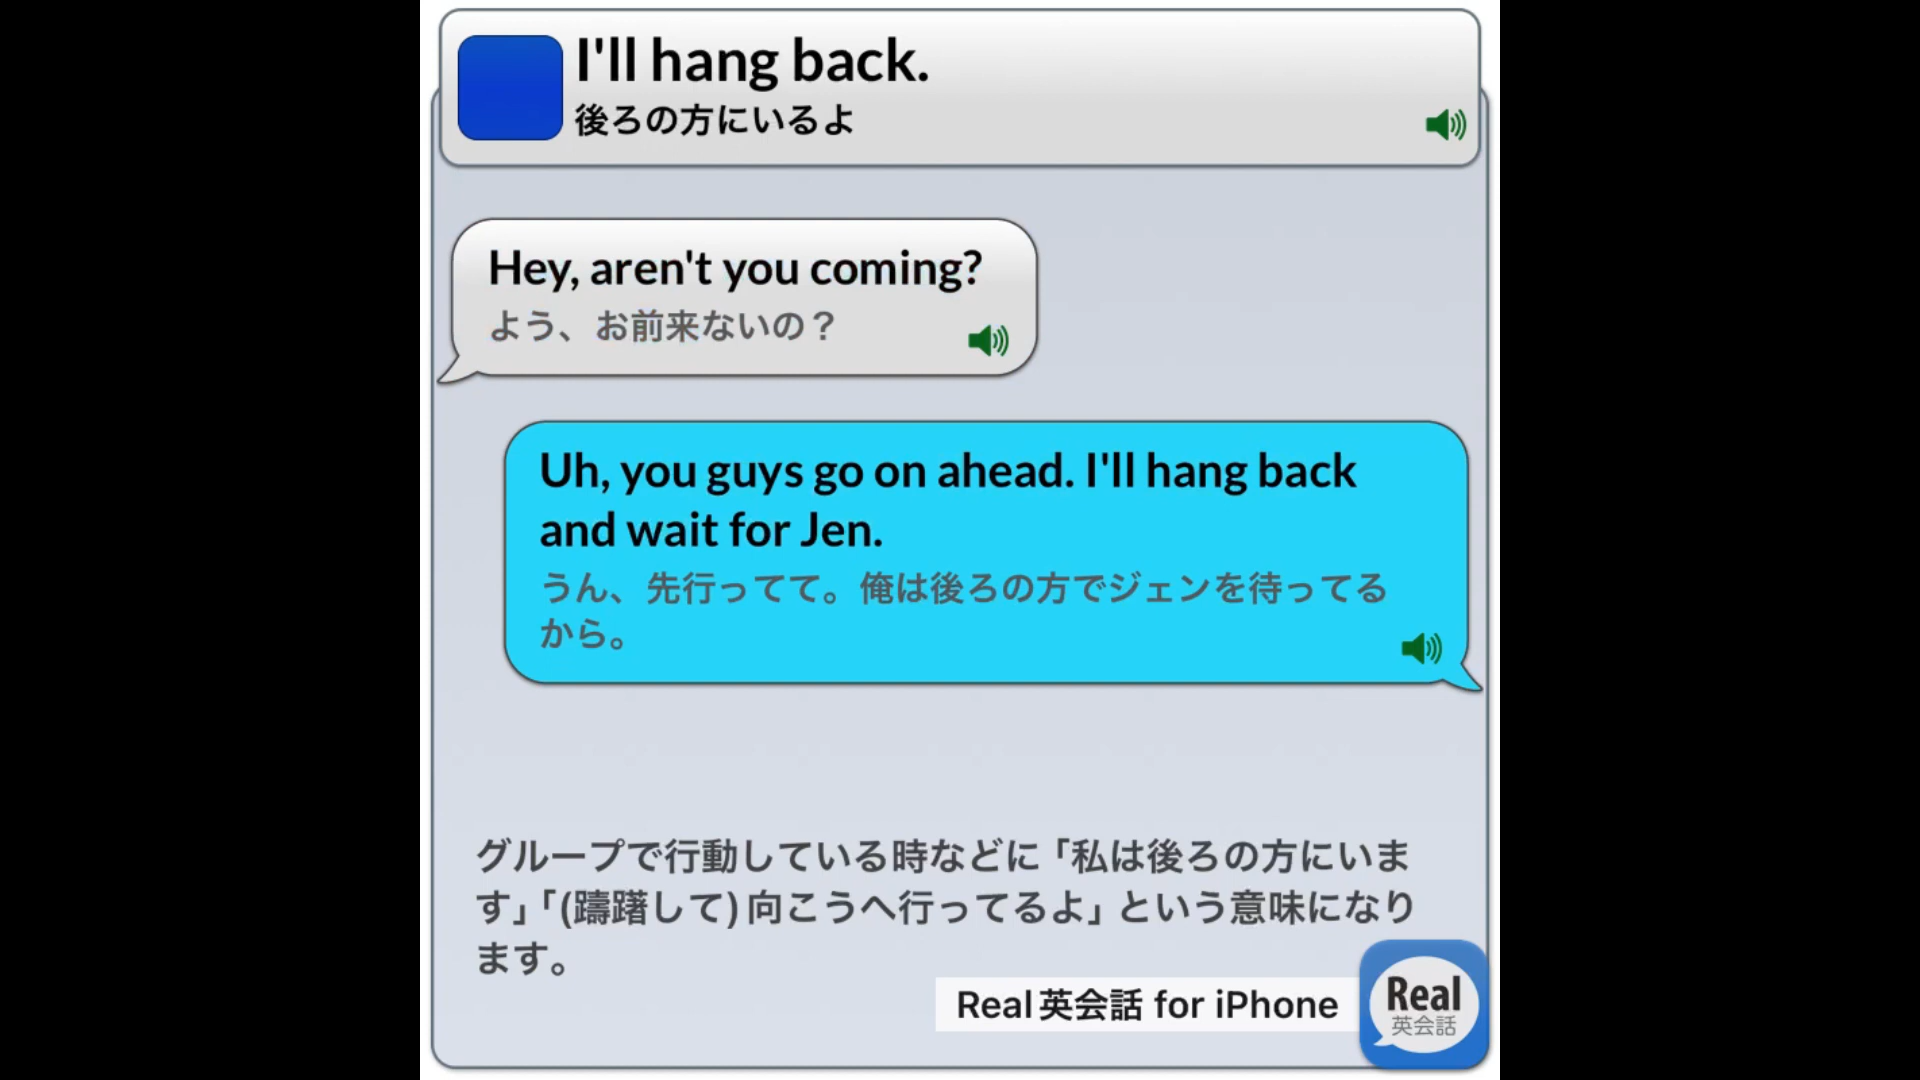 I'll hang back.
後ろの方にいるよ
Hey, aren't you coming?
よう、お前来ないの？
Uh, you guys go on ahead. I'll hang back
and wait for Jen.
うん、先行ってて。俺は後ろの方でジェンを待ってる
から。
グループで行動している時などに「私は後ろの方にいま
す」「(躊躇して) 向こうへ行ってるよ」という意味になり
ます。
Real英会話 for iPhone
Real
英会話